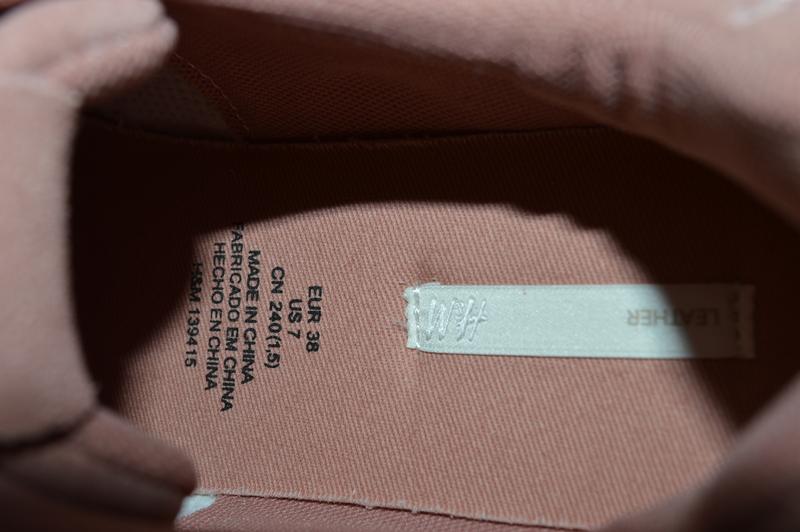 EUR 38
US 7
CN 240(1,5)
MADE IN CHINA
FABRICADO EM CHINA
HECHO EN CHINA
H&M 139415
H&M
LEATHER